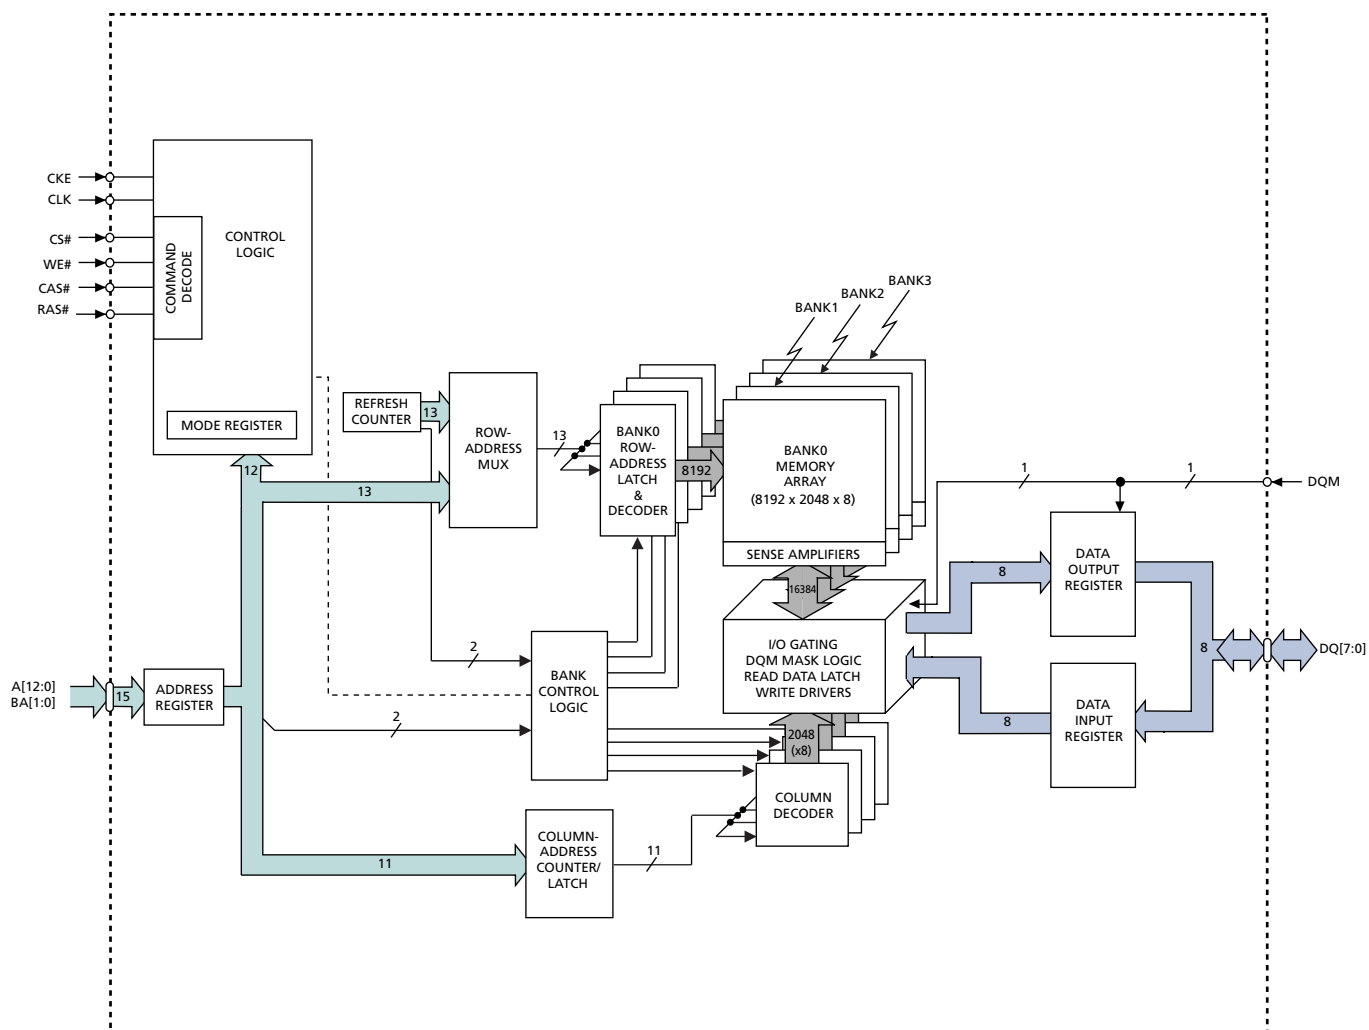 CKE
CLK
CS#
WE#
CAS#
RAS#
COMMAND
DECODE
CONTROL
LOGIC
MODE REGISTER
12
REFRESH
COUNTER
13
13
ROW-
ADDRESS
MUX
13
BANK0
ROW-
ADDRESS
LATCH
&
DECODER
8192
BANK1
BANK2
BANK3
BANK0
MEMORY
ARRAY
(8192 x 2048 x 8)
SENSE AMPLIFIERS
16384
I/O GATING
DQM MASK LOGIC
READ DATA LATCH
WRITE DRIVERS
2048
(x8)
COLUMN
DECODER
1
1
DQM
DATA
OUTPUT
REGISTER
8
8
DQ[7:0]
DATA
INPUT
REGISTER
8
A[12:0]
BA[1:0]
15
ADDRESS
REGISTER
2
2
BANK
CONTROL
LOGIC
11
COLUMN-
ADDRESS
COUNTER/
LATCH
11